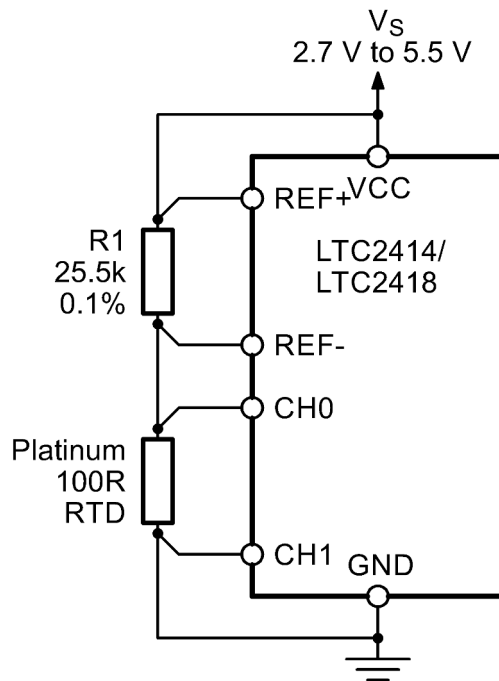 VS
2.7 V to 5.5 V
VCC
REF+
LTC2414/
LTC2418
R1
25.5k
0.1%
REF-
CH0
Platinum
100R
RTD
CH1
GND